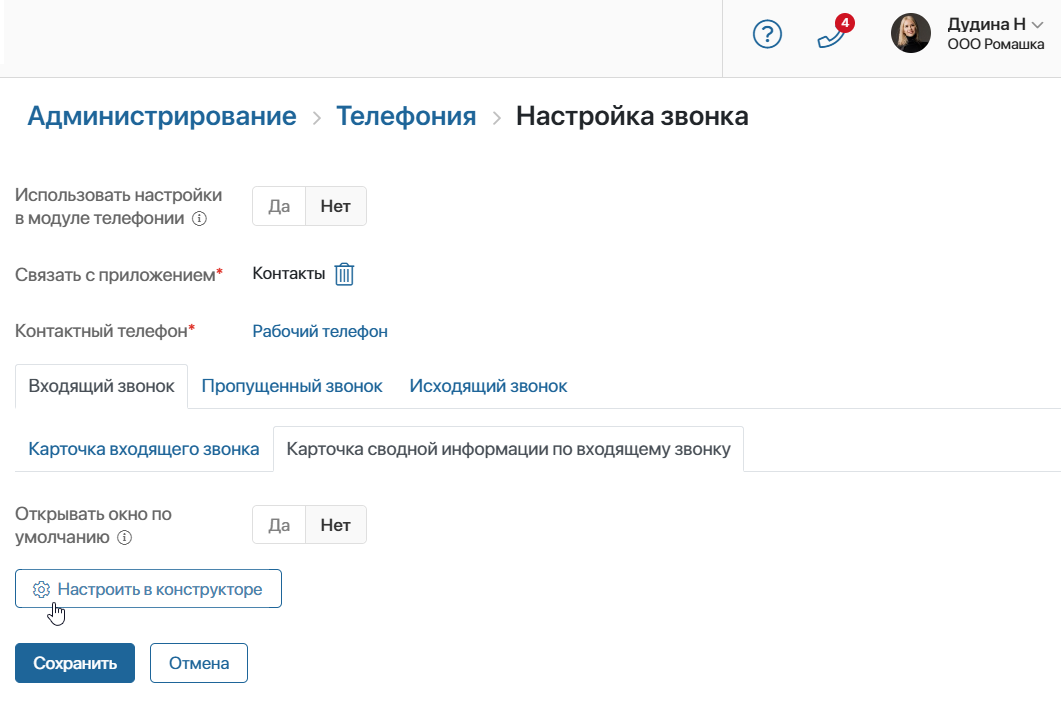 ?
4
Дудина Н
ООО Ромашка
Администрирование > Телефония > Настройка звонка
Использовать настройки
в модуле телефонии
Да Нет
Связать с приложением*
Контакты
Контактный телефон*
Рабочий телефон
Входящий звонок Пропущенный звонок Исходящий звонок
Карточка входящего звонка Карточка сводной информации по входящему звонку
Открывать окно по
умолчанию
Да Нет
Настроить в конструкторе
Сохранить Отмена